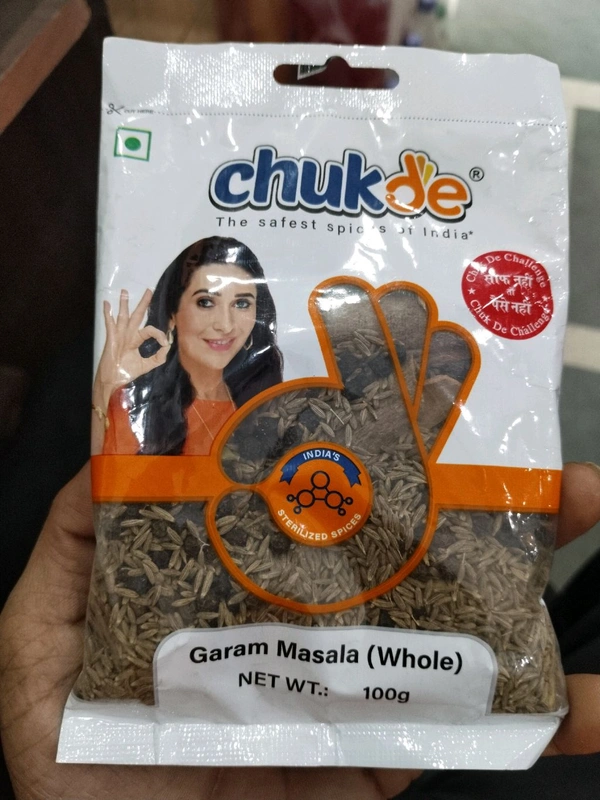 chukde®
The safest spices of India*
Chuk De Challenge
साफ नहीं
तो
पैसे नहीं
Chuk De Challenge
INDIA'S
STERILIZED SPICES
Garam Masala (Whole)
NET WT.: 100g